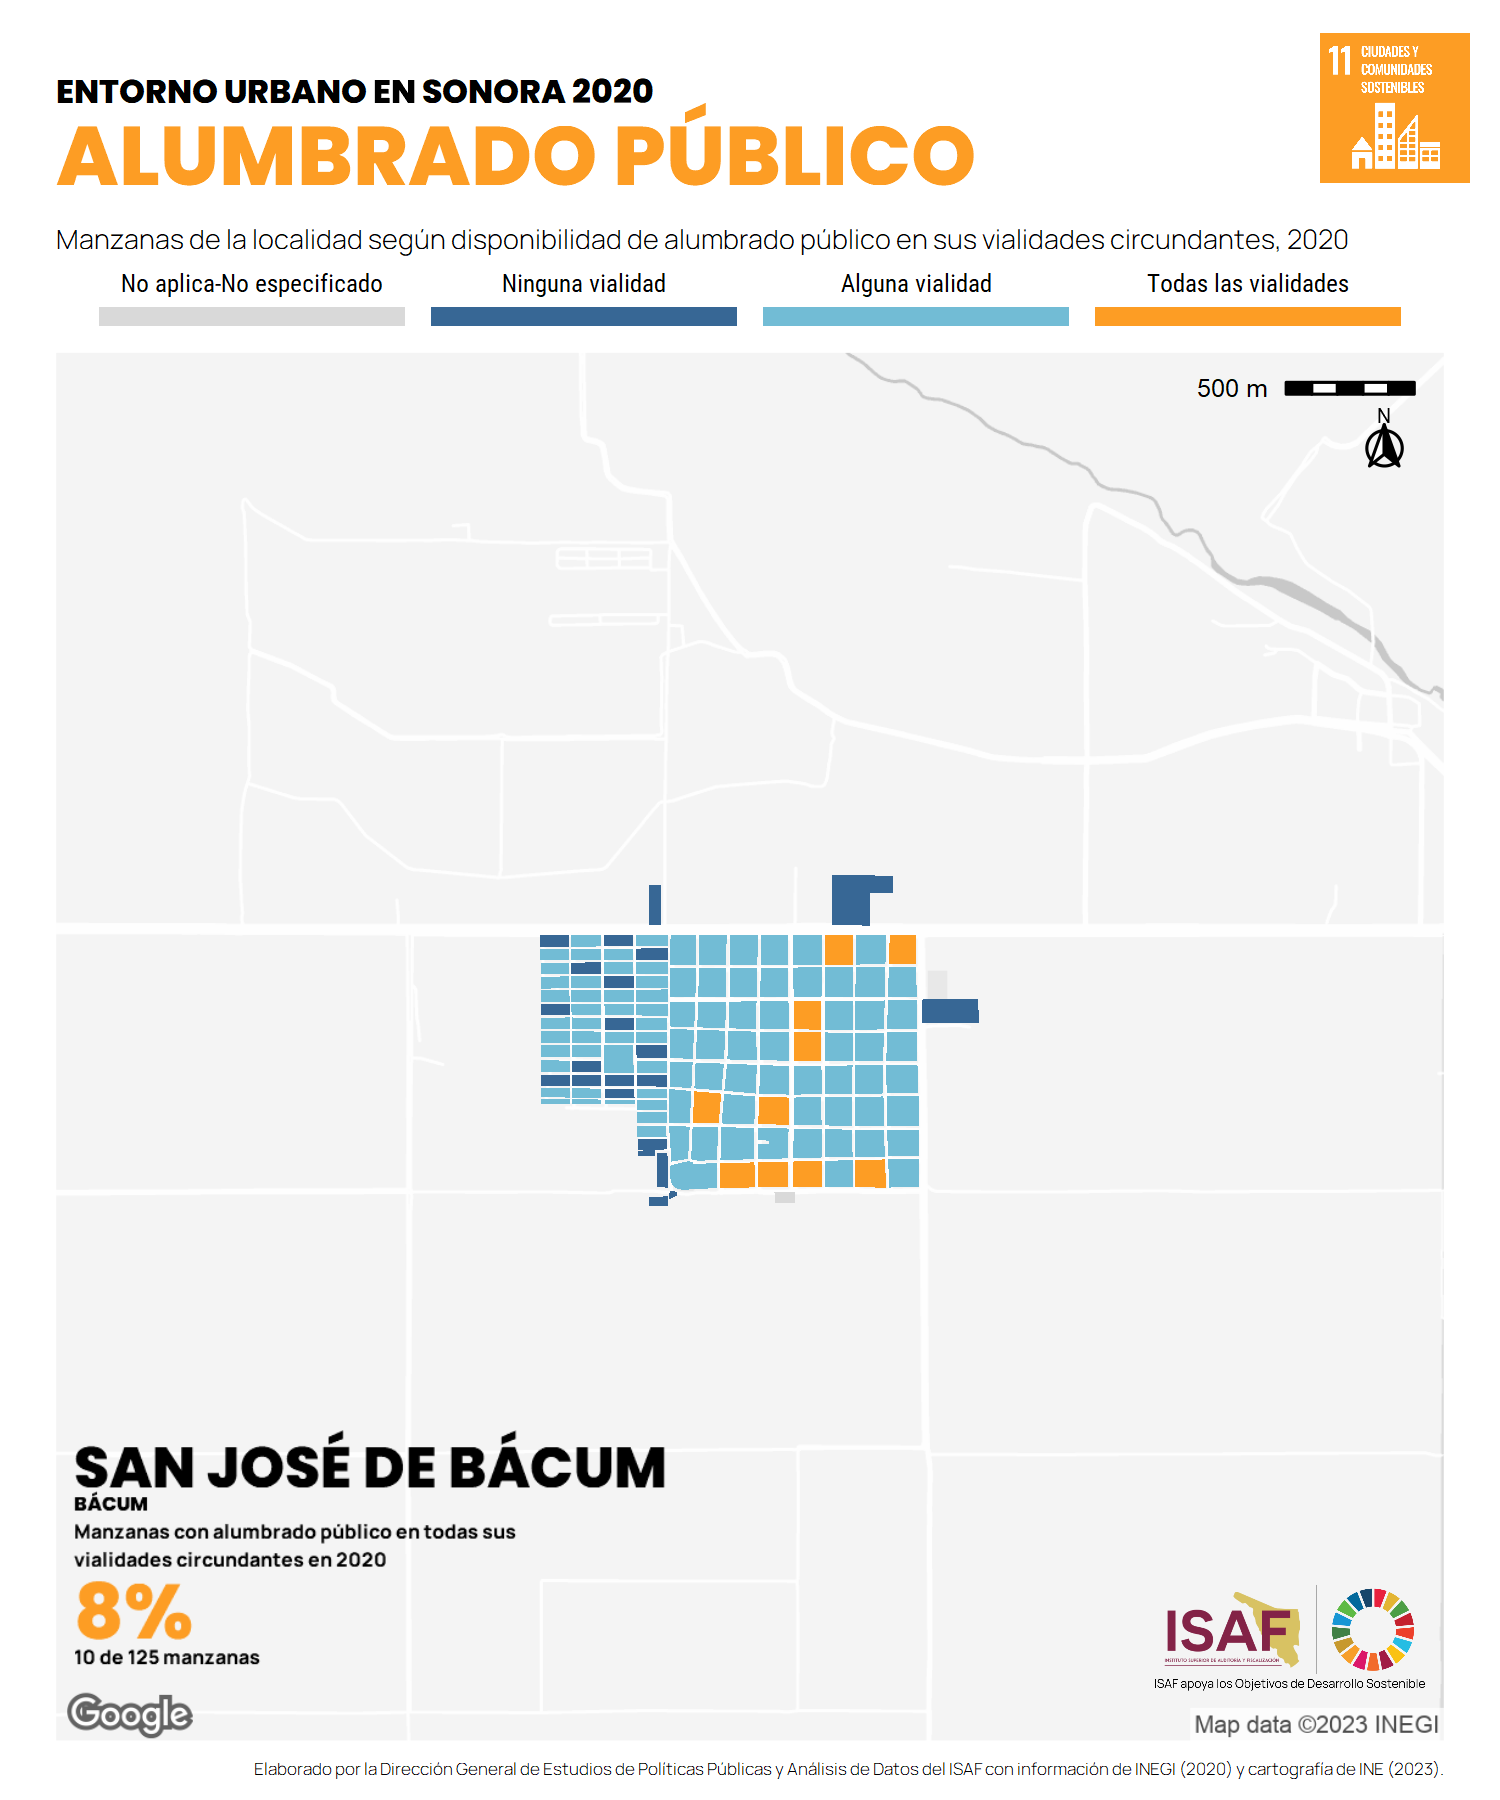 11 CIUDADES Y
COMUNIDADES
SOSTENIBLES
ENTORNO URBANO EN SONORA 2020
ALUMBRADO PÚBLICO
Manzanas de la localidad según disponibilidad de alumbrado público en sus vialidades circundantes, 2020
No aplica-No especificado
Ninguna vialidad
Alguna vialidad
Todas las vialidades
500 m
N
SAN JOSÉ DE BÁCUM
BÁCUM
Manzanas con alumbrado público en todas sus
vialidades circundantes en 2020
8%
10 de 125 manzanas
Google
ISAF
INSTITUTO SUPERIOR DE AUDITORÍA Y FISCALIZACIÓN
ISAF apoya los Objetivos de Desarrollo Sostenible
Map data ©2023 INEGI
Elaborado por la Dirección General de Estudios de Políticas Públicas y Análisis de Datos del ISAF con información de INEGI (2020) y cartografía de INE (2023).